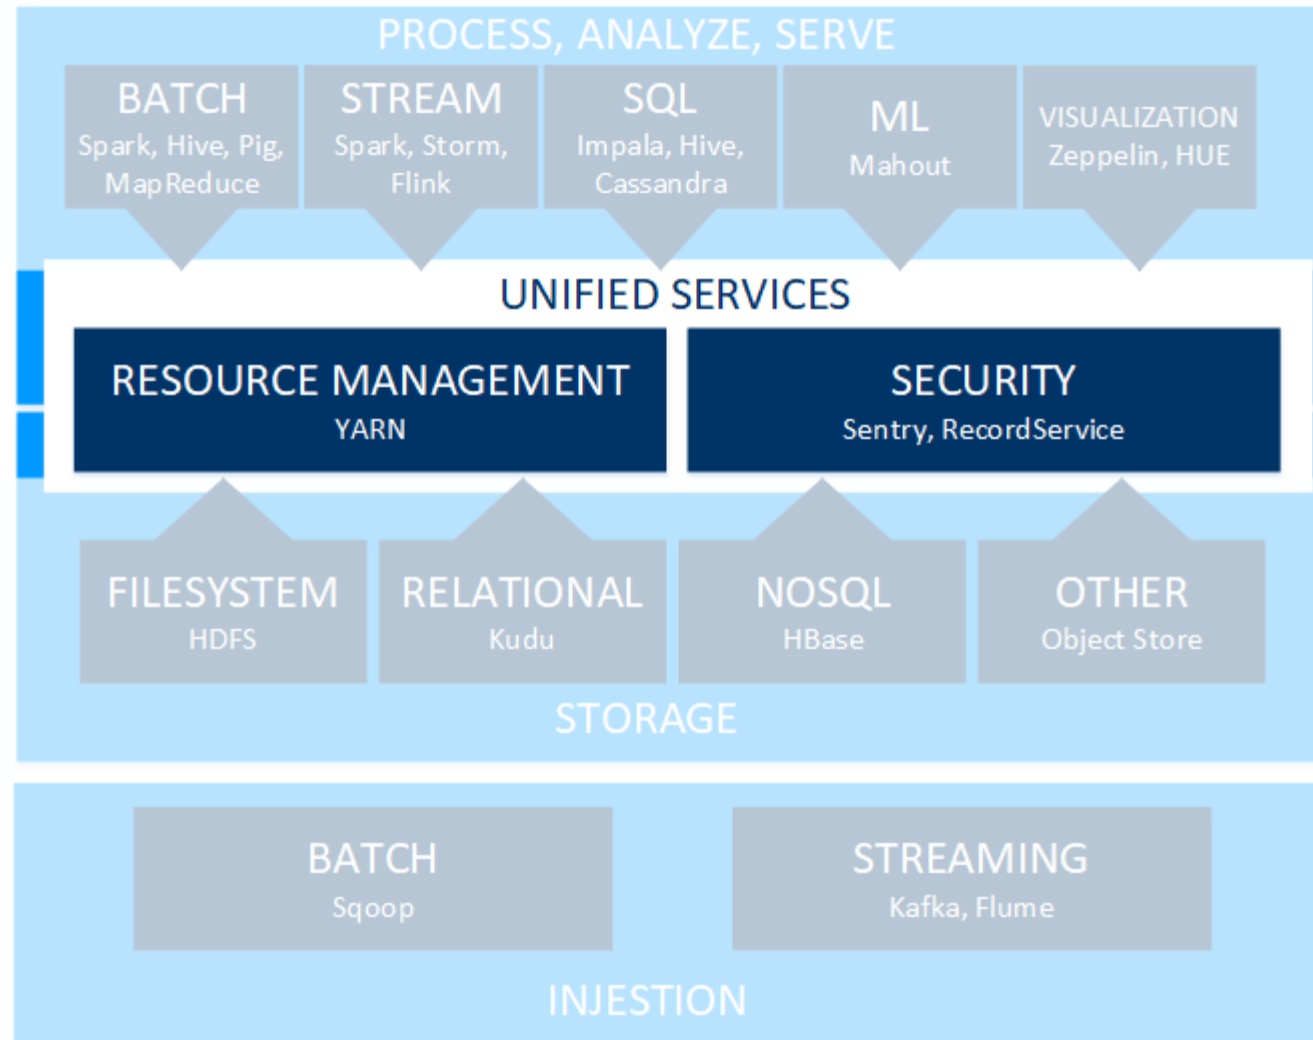 PROCESS, ANALYZE, SERVE
BATCH
Spark, Hive, Pig,
MapReduce
STREAM
Spark, Storm,
Flink
SQL
Impala, Hive,
Cassandra
ML
Mahout
VISUALIZATION
Zeppelin, HUE
UNIFIED SERVICES
RESOURCE MANAGEMENT
YARN
SECURITY
Sentry, RecordService
FILESYSTEM
HDFS
RELATIONAL
Kudu
NOSQL
HBase
OTHER
Object Store
STORAGE
BATCH
Sqoop
STREAMING
Kafka, Flume
INJESTION